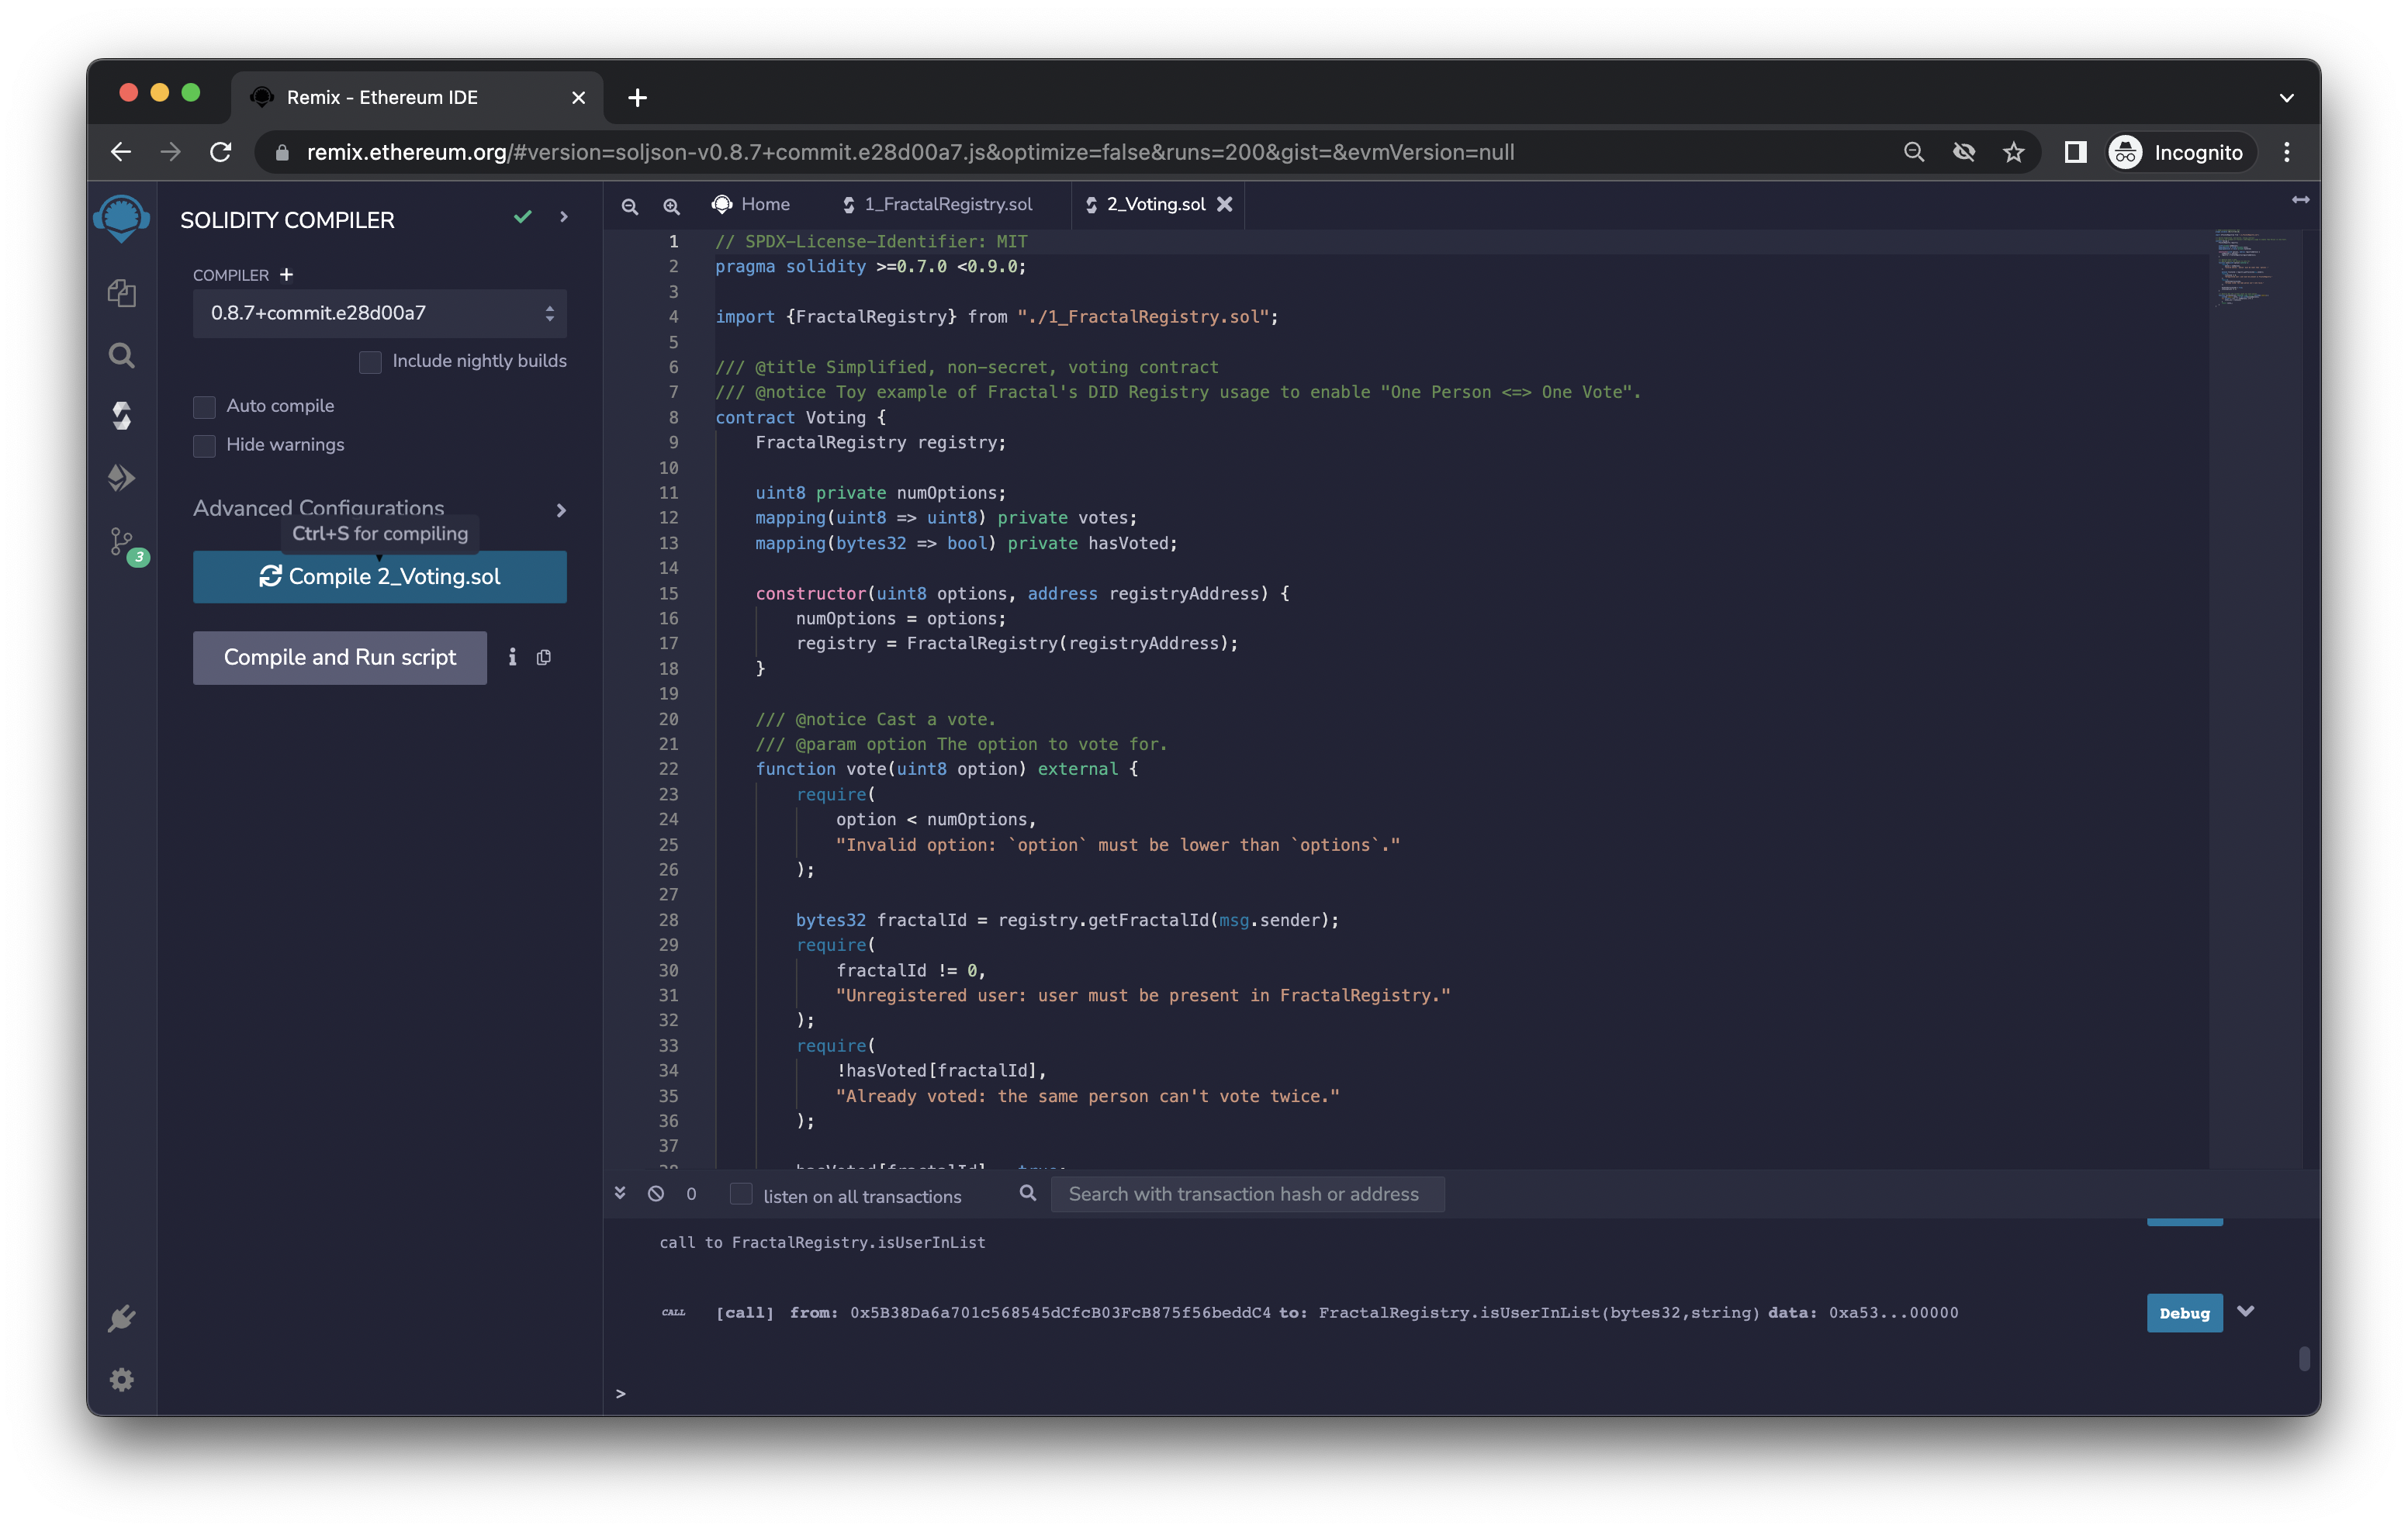 Remix - Ethereum IDE
remix.ethereum.org/#version=soljson-v0.8.7+commit.e28d00a7.js&optimize=false&runs=200&gist=&evmVersion=null
Incognito
SOLIDITY COMPILER
COMPILER +
0.8.7+commit.e28d00a7
Include nightly builds
Auto compile
Hide warnings
Advanced Configurations
Ctrl+S for compiling
Compile 2_Voting.sol
Compile and Run script
3
Home
1_FractalRegistry.sol
2_Voting.sol
1 // SPDX-License-Identifier: MIT
2 pragma solidity >=0.7.0 <0.9.0;
3
4 import {FractalRegistry} from "./1_FractalRegistry.sol";
5
6 /// @title Simplified, non-secret, voting contract
7 /// @notice Toy example of Fractal's DID Registry usage to enable "One Person <=> One Vote".
8 contract Voting {
9     FractalRegistry registry;
10
11     uint8 private numOptions;
12     mapping(uint8 => uint8) private votes;
13     mapping(bytes32 => bool) private hasVoted;
14
15     constructor(uint8 options, address registryAddress) {
16         numOptions = options;
17         registry = FractalRegistry(registryAddress);
18     }
19
20     /// @notice Cast a vote.
21     /// @param option The option to vote for.
22     function vote(uint8 option) external {
23         require(
24             option < numOptions,
25             "Invalid option: `option` must be lower than `options`."
26         );
27
28         bytes32 fractalId = registry.getFractalId(msg.sender);
29         require(
30             fractalId != 0,
31             "Unregistered user: user must be present in FractalRegistry."
32         );
33         require(
34             !hasVoted[fractalId],
35             "Already voted: the same person can't vote twice."
36         );
37
38         hasVoted[fractalId] = true;
0
listen on all transactions
Search with transaction hash or address
call to FractalRegistry.isUserInList
CALL [call] from: 0x5B38Da6a701c568545dCfcB03FcB875f56beddC4 to: FractalRegistry.isUserInList(bytes32,string) data: 0xa53...00000
Debug
>